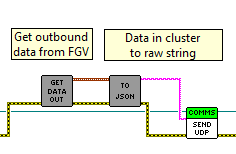 Get outbound
data from FGV
Data in cluster
to raw string
GET
DATA
OUT
TO
JSON
COMMS
SEND
UDP